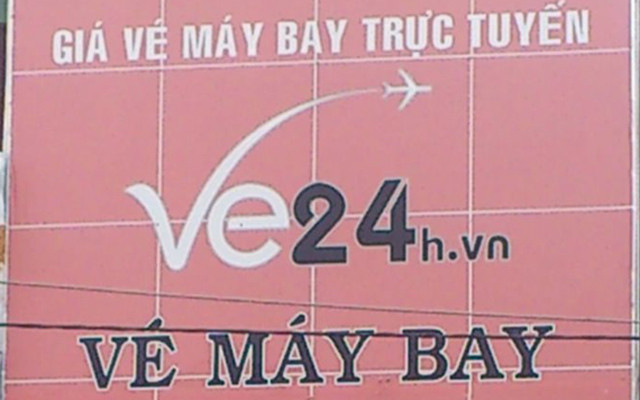 GIÁ VÉ MÁY BAY TRỰC TUYẾN
Ve24h.vn
VÉ MÁY BAY